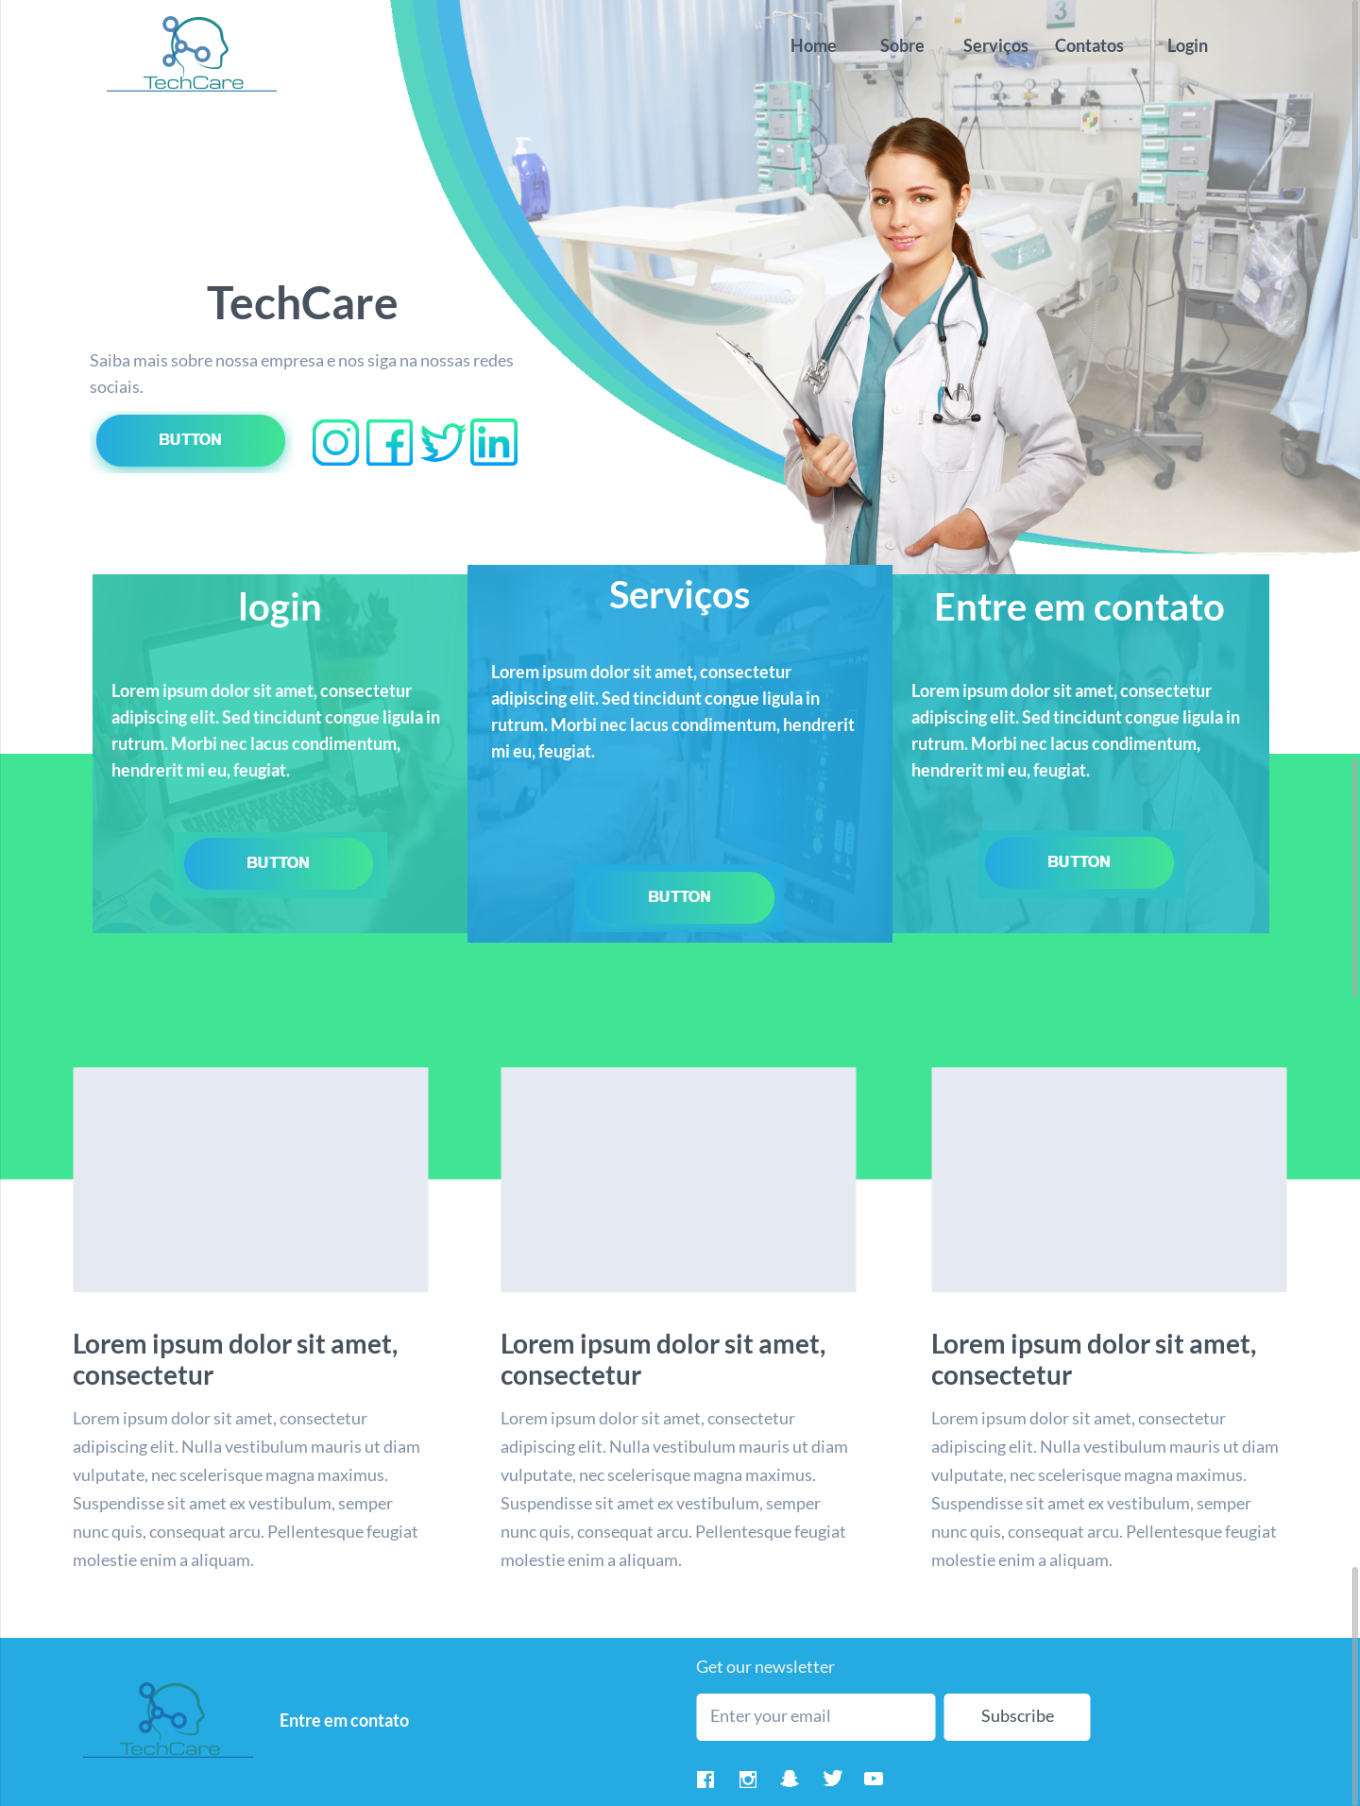 TechCare
Home Sobre Serviços Contatos Login
3
TechCare
Saiba mais sobre nossa empresa e nos siga na nossas redes
sociais.
BUTTON
login
Lorem ipsum dolor sit amet, consectetur
adipiscing elit. Sed tincidunt congue ligula in
rutrum. Morbi nec lacus condimentum,
hendrerit mi eu, feugiat.
BUTTON
Serviços
Lorem ipsum dolor sit amet, consectetur
adipiscing elit. Sed tincidunt congue ligula in
rutrum. Morbi nec lacus condimentum, hendrerit
mi eu, feugiat.
BUTTON
Entre em contato
Lorem ipsum dolor sit amet, consectetur
adipiscing elit. Sed tincidunt congue ligula in
rutrum. Morbi nec lacus condimentum,
hendrerit mi eu, feugiat.
BUTTON
Lorem ipsum dolor sit amet,
consectetur
Lorem ipsum dolor sit amet, consectetur
adipiscing elit. Nulla vestibulum mauris ut diam
vulputate, nec scelerisque magna maximus.
Suspendisse sit amet ex vestibulum, semper
nunc quis, consequat arcu. Pellentesque feugiat
molestie enim a aliquam.
Lorem ipsum dolor sit amet,
consectetur
Lorem ipsum dolor sit amet, consectetur
adipiscing elit. Nulla vestibulum mauris ut diam
vulputate, nec scelerisque magna maximus.
Suspendisse sit amet ex vestibulum, semper
nunc quis, consequat arcu. Pellentesque feugiat
molestie enim a aliquam.
Lorem ipsum dolor sit amet,
consectetur
Lorem ipsum dolor sit amet, consectetur
adipiscing elit. Nulla vestibulum mauris ut diam
vulputate, nec scelerisque magna maximus.
Suspendisse sit amet ex vestibulum, semper
nunc quis, consequat arcu. Pellentesque feugiat
molestie enim a aliquam.
TechCare
Entre em contato
Get our newsletter
Enter your email
Subscribe